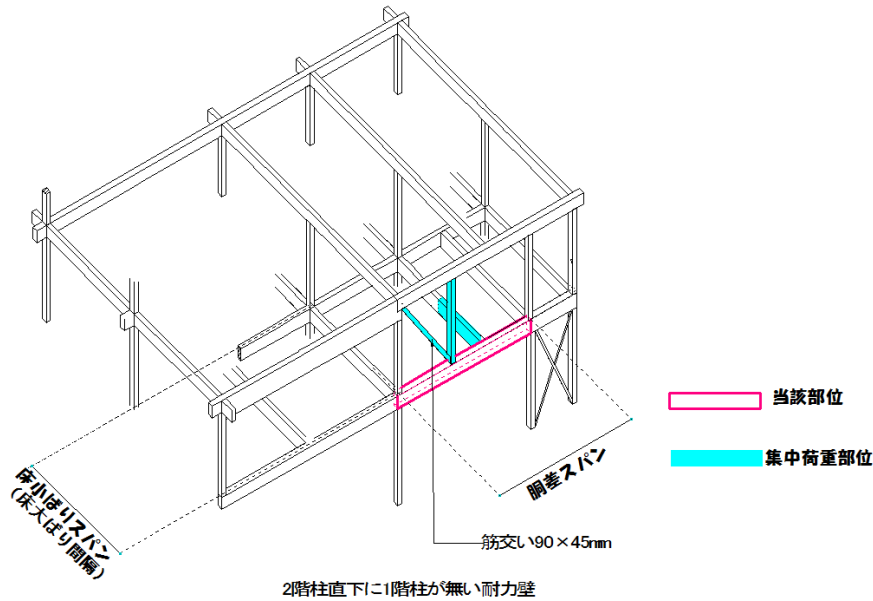 当該部位
集中荷重部位
胴差スパン
床小ばりスパン
(床大ばり間隔)
筋交い90×45mm
2階柱直下に1階柱が無い耐力壁